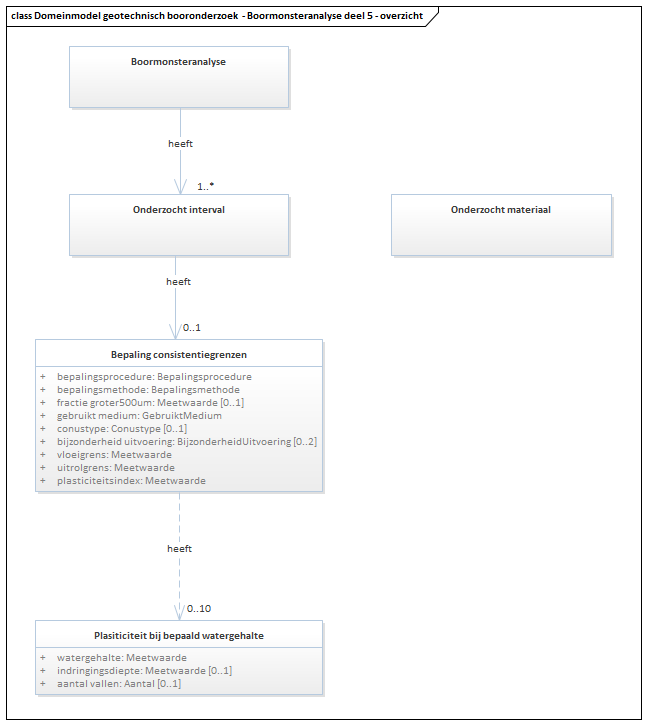 class Domeinmodel geotechnisch booronderzoek - Boormonsteranalyse deel 5 - overzicht
Boormonsteranalyse
heeft
1..*
Onderzocht interval
Onderzocht materiaal
heeft
0..1
Bepaling consistentiegrenzen
+ bepalingsprocedure: Bepalingsprocedure
+ bepalingsmethode: Bepalingsmethode
+ fractie groter500um: Meetwaarde [0..1]
+ gebruikt medium: GebruiktMedium
+ conustype: Conustype [0..1]
+ bijzonderheid uitvoering: BijzonderheidUitvoering [0..2]
+ vloeigrens: Meetwaarde
+ uitrolgrens: Meetwaarde
+ plasticiteitsindex: Meetwaarde
heeft
0..10
Plasiticiteit bij bepaald watergehalte
+ watergehalte: Meetwaarde
+ indringingsdiepte: Meetwaarde [0..1]
+ aantal vallen: Aantal [0..1]